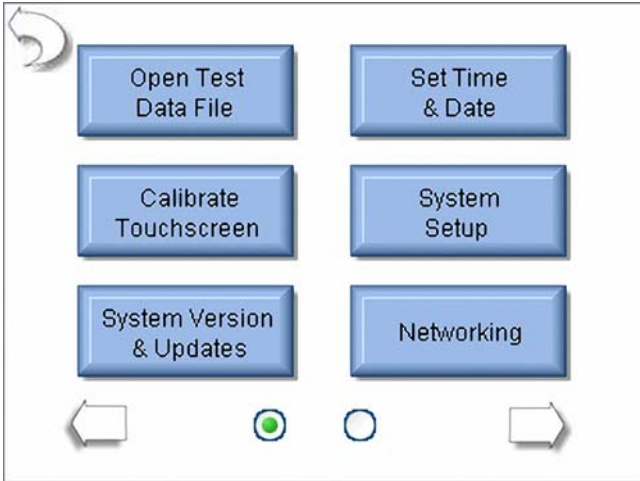 Open Test
Data File
Set Time
& Date
Calibrate
Touchscreen
System
Setup
System Version
& Updates
Networking